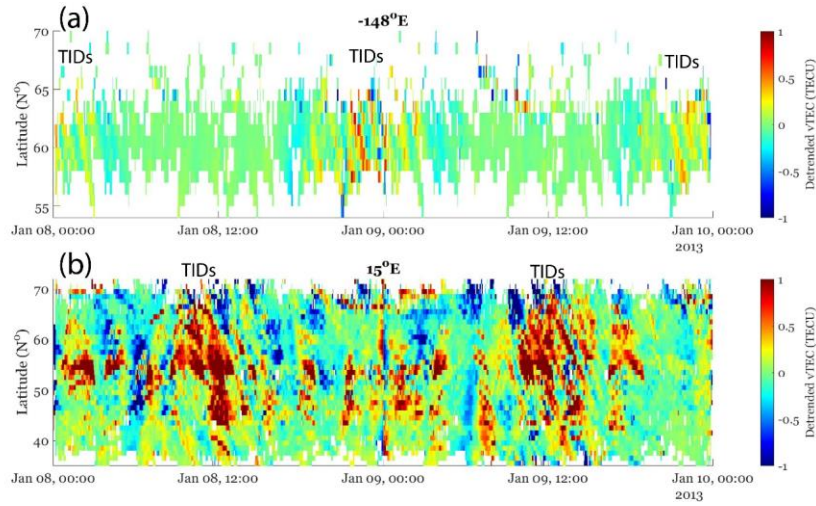 (a)
-148⁰E
70
TIDs
TIDs
TIDs
65
60
55
Latitude (N⁰)
Jan 08, 00:00
Jan 08, 12:00
Jan 09, 00:00
Jan 09, 12:00
Jan 10, 00:00
2013
1
0.5
0
-0.5
-1
Detrended vTEC (TECU)
(b)
TIDs
15⁰E
TIDs
70
60
50
40
Latitude (N⁰)
Jan 08, 00:00
Jan 08, 12:00
Jan 09, 00:00
Jan 09, 12:00
Jan 10, 00:00
2013
1
0.5
0
-0.5
-1
Detrended vTEC (TECU)